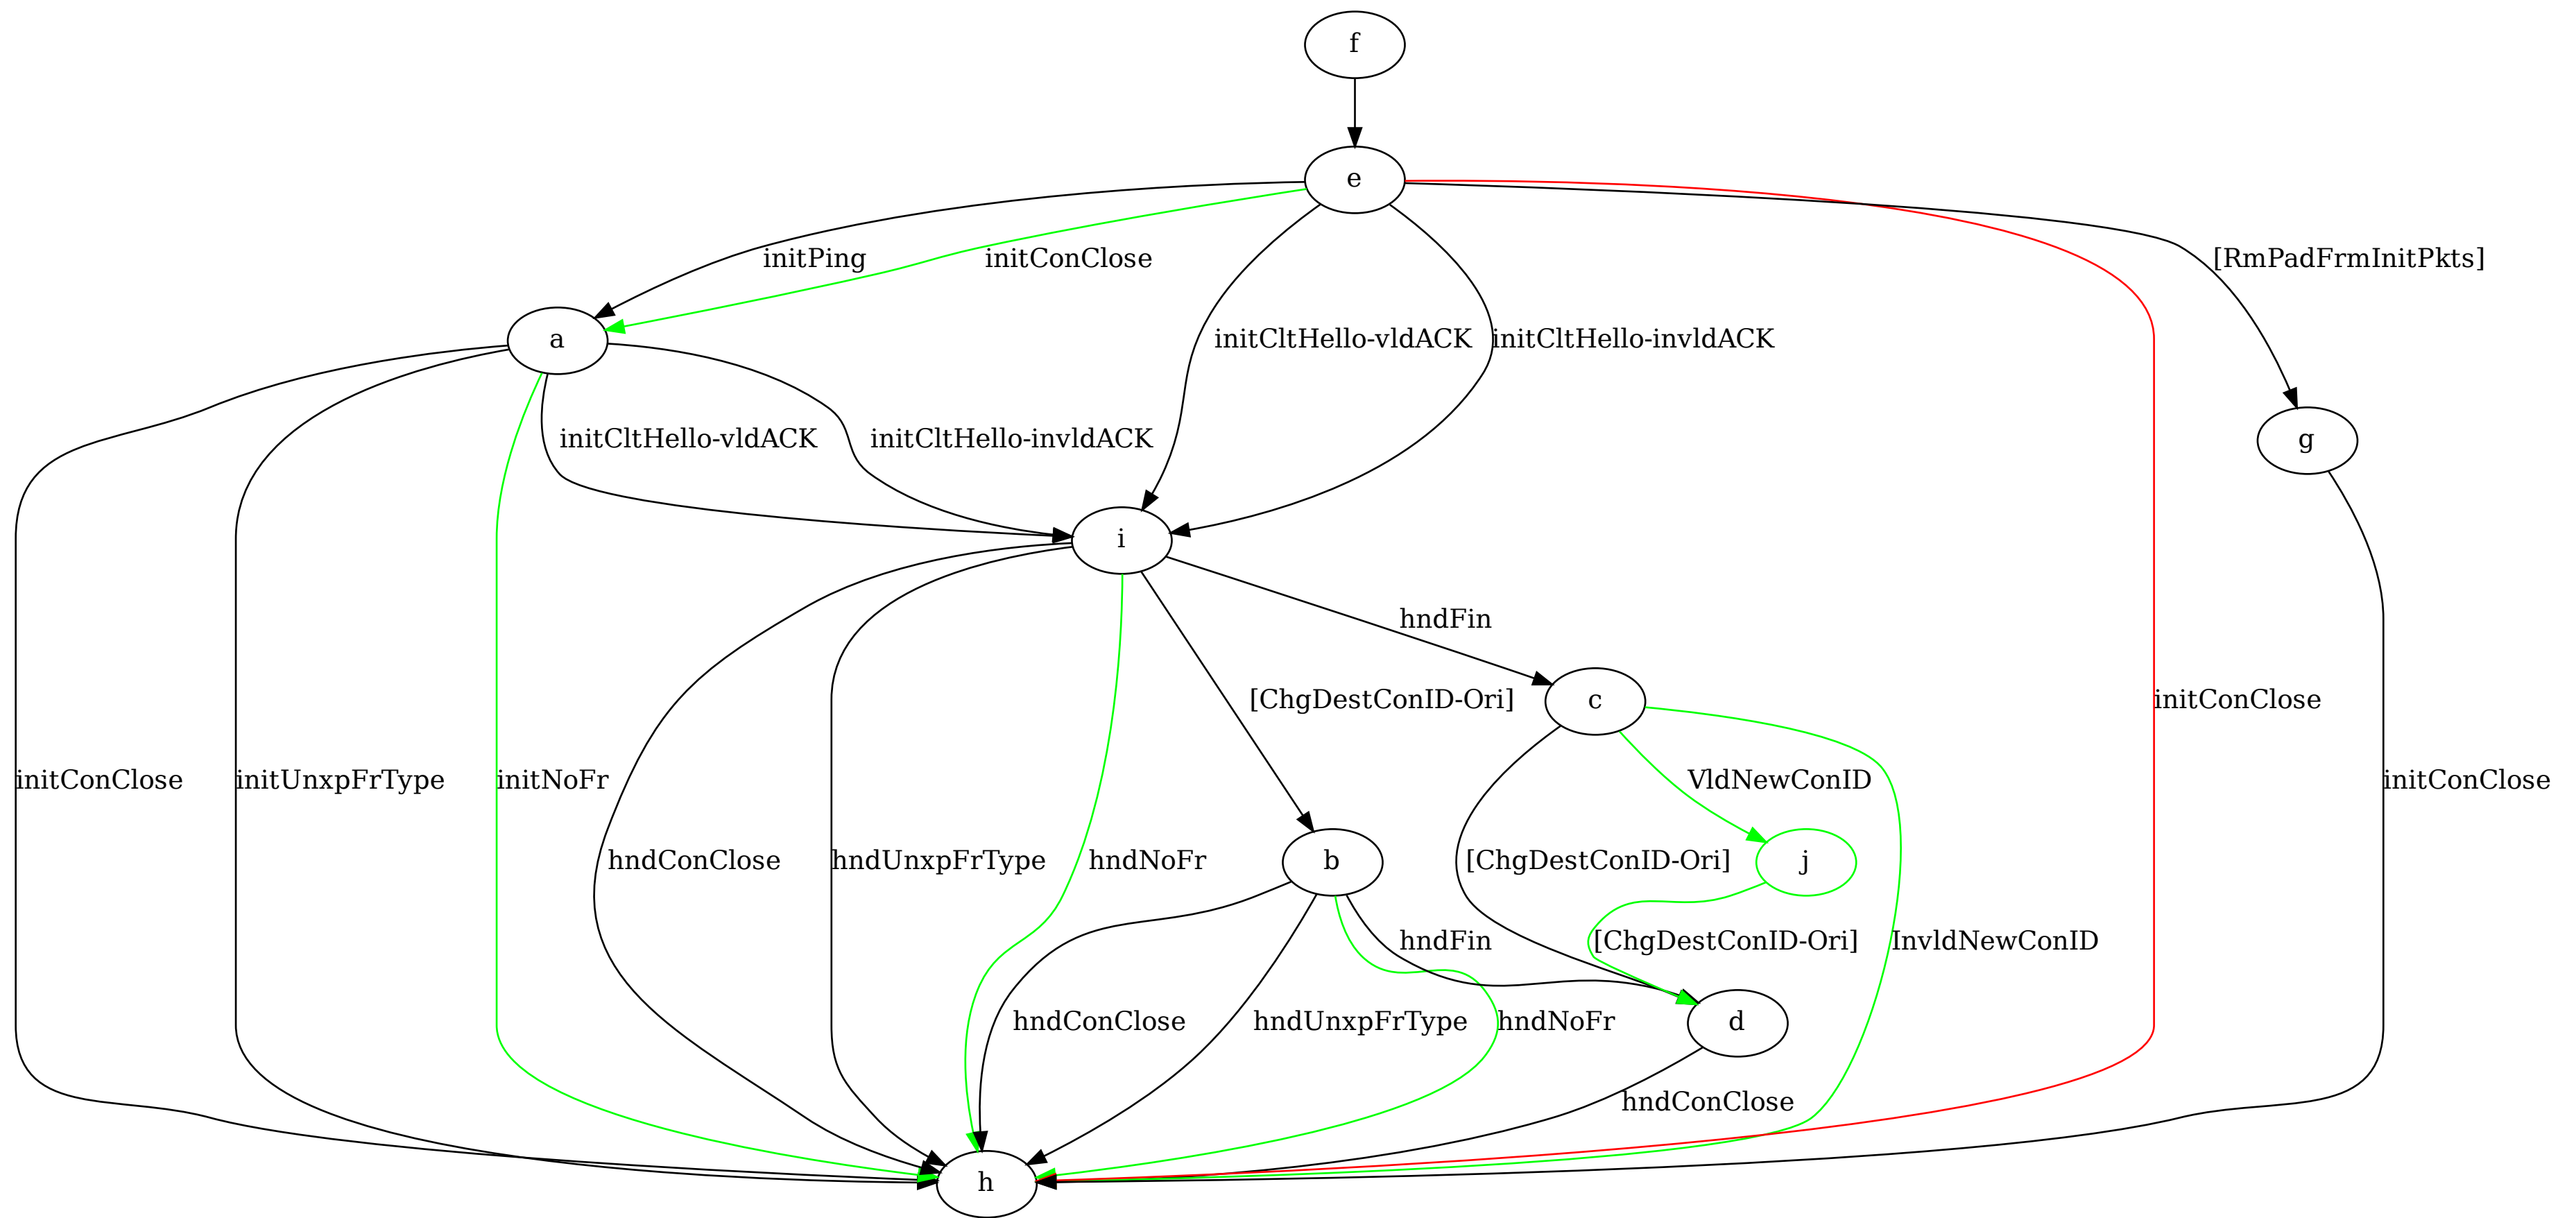 f
e
initPing
initConClose
[RmPadFrmInitPkts]
a
initCltHello-vldACK
initCltHello-invldACK
initCltHello-vldACK
initCltHello-invldACK
g
i
hndFin
[ChgDestConID-Ori]
c
initConClose
initConClose
initUnxpFrType
initNoFr
VldNewConID
initConClose
hndConClose
hndUnxpFrType
hndNoFr
b
[ChgDestConID-Ori]
j
hndFin
[ChgDestConID-Ori]
InvldNewConID
hndConClose
hndUnxpFrType
hndNoFr
d
hndConClose
h